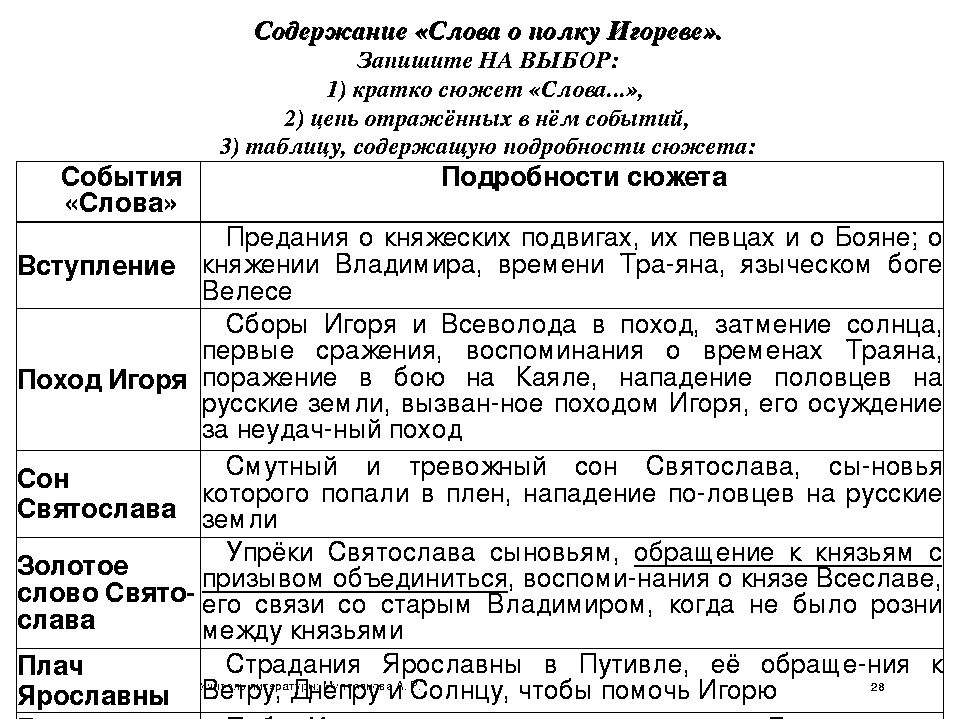 Содержание «Слова о полку Игореве».
Запишите НА ВЫБОР:
1) кратко сюжет «Слова...»,
2) цепь отражённых в нём событий,
3) таблицу, содержащую подробности сюжета:
События «Слова»
Подробности сюжета
Вступление
Предания о княжеских подвигах, их певцах и о Бояне; о
княжении Владимира, времени Тра-яна, языческом боге
Велесе
Поход Игоря
Сборы Игоря и Всеволода в поход, затмение солнца,
первые сражения, воспоминания о временах Траяна,
поражение в бою на Каяле, нападение половцев на
русские земли, вызван-ное походом Игоря, его осуждение
за неудач-ный поход
Сон
Святослава
Смутный и тревожный сон Святослава, сы-новья
которого попали в плен, нападение по-ловцев на русские
земли
Золотое
слово Свято-
слава
Упрёки Святослава сыновьям, обращение к князьям с
призывом объединиться, воспоми-нания о князе Всеславе,
его связи со старым Владимиром, когда не было розни
между князьями
Плач
Ярославны
Страдания Ярославны в Путивле, её обраще-ния к
Ветру, Днепру и Солнцу, чтобы помочь Игорю
28